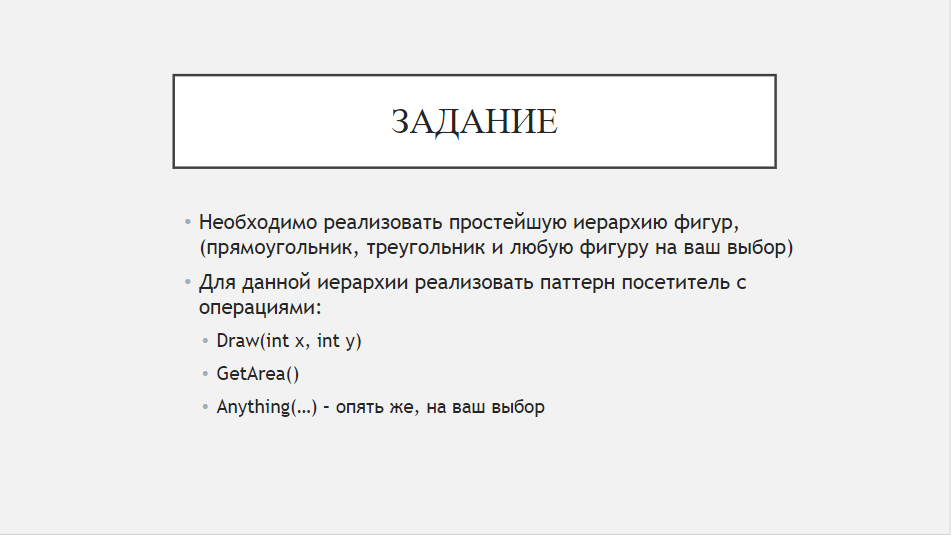 ЗАДАНИЕ
• Необходимо реализовать простейшую иерархию фигур,
(прямоугольник, треугольник и любую фигуру на ваш выбор)
• Для данной иерархии реализовать паттерн посетитель с
операциями:
• Draw(int x, int y)
• GetArea()
• Anything(…) – опять же, на ваш выбор